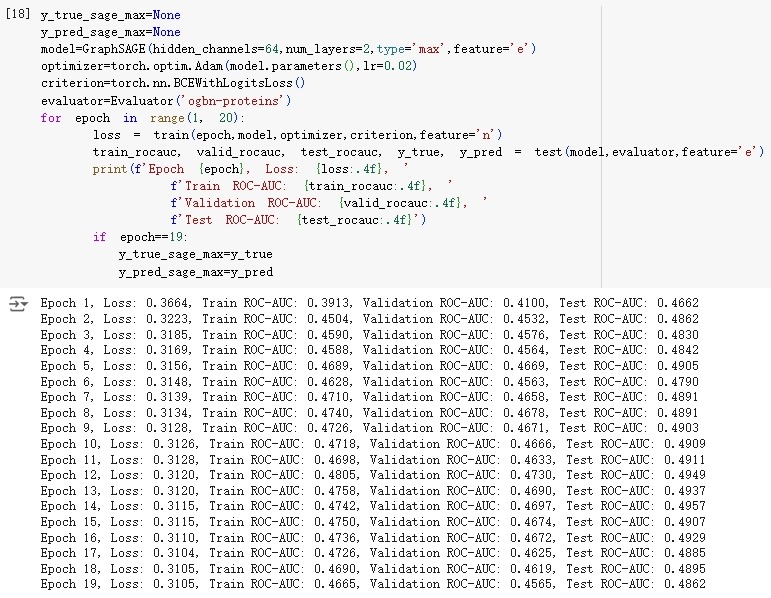 [18] y_true_sage_max=None
y_pred_sage_max=None
model=GraphSAGE(hidden_channels=64,num_layers=2,type='max',feature='e')
optimizer=torch.optim.Adam(model.parameters(),lr=0.02)
criterion=torch.nn.BCEWithLogitsLoss()
evaluator=Evaluator('ogbn-proteins')
for epoch in range(1, 20):
loss = train(epoch,model,optimizer,criterion,feature='n')
train_rocauc, valid_rocauc, test_rocauc, y_true, y_pred = test(model,evaluator,feature='e')
print(f'Epoch {epoch}, Loss: {loss:.4f}, '
f'Train ROC-AUC: {train_rocauc:.4f}, '
f'Validation ROC-AUC: {valid_rocauc:.4f}, '
f'Test ROC-AUC: {test_rocauc:.4f}')
if epoch==19:
y_true_sage_max=y_true
y_pred_sage_max=y_pred
Epoch 1, Loss: 0.3664, Train ROC-AUC: 0.3913, Validation ROC-AUC: 0.4100, Test ROC-AUC: 0.4662
Epoch 2, Loss: 0.3223, Train ROC-AUC: 0.4504, Validation ROC-AUC: 0.4532, Test ROC-AUC: 0.4862
Epoch 3, Loss: 0.3185, Train ROC-AUC: 0.4590, Validation ROC-AUC: 0.4576, Test ROC-AUC: 0.4830
Epoch 4, Loss: 0.3169, Train ROC-AUC: 0.4588, Validation ROC-AUC: 0.4564, Test ROC-AUC: 0.4842
Epoch 5, Loss: 0.3156, Train ROC-AUC: 0.4689, Validation ROC-AUC: 0.4669, Test ROC-AUC: 0.4905
Epoch 6, Loss: 0.3148, Train ROC-AUC: 0.4628, Validation ROC-AUC: 0.4563, Test ROC-AUC: 0.4790
Epoch 7, Loss: 0.3139, Train ROC-AUC: 0.4710, Validation ROC-AUC: 0.4658, Test ROC-AUC: 0.4891
Epoch 8, Loss: 0.3134, Train ROC-AUC: 0.4740, Validation ROC-AUC: 0.4678, Test ROC-AUC: 0.4891
Epoch 9, Loss: 0.3128, Train ROC-AUC: 0.4726, Validation ROC-AUC: 0.4671, Test ROC-AUC: 0.4903
Epoch 10, Loss: 0.3126, Train ROC-AUC: 0.4718, Validation ROC-AUC: 0.4666, Test ROC-AUC: 0.4909
Epoch 11, Loss: 0.3128, Train ROC-AUC: 0.4698, Validation ROC-AUC: 0.4633, Test ROC-AUC: 0.4911
Epoch 12, Loss: 0.3120, Train ROC-AUC: 0.4805, Validation ROC-AUC: 0.4730, Test ROC-AUC: 0.4949
Epoch 13, Loss: 0.3120, Train ROC-AUC: 0.4758, Validation ROC-AUC: 0.4690, Test ROC-AUC: 0.4937
Epoch 14, Loss: 0.3115, Train ROC-AUC: 0.4742, Validation ROC-AUC: 0.4697, Test ROC-AUC: 0.4957
Epoch 15, Loss: 0.3115, Train ROC-AUC: 0.4750, Validation ROC-AUC: 0.4674, Test ROC-AUC: 0.4907
Epoch 16, Loss: 0.3110, Train ROC-AUC: 0.4736, Validation ROC-AUC: 0.4672, Test ROC-AUC: 0.4929
Epoch 17, Loss: 0.3104, Train ROC-AUC: 0.4726, Validation ROC-AUC: 0.4625, Test ROC-AUC: 0.4885
Epoch 18, Loss: 0.3105, Train ROC-AUC: 0.4690, Validation ROC-AUC: 0.4619, Test ROC-AUC: 0.4895
Epoch 19, Loss: 0.3105, Train ROC-AUC: 0.4665, Validation ROC-AUC: 0.4565, Test ROC-AUC: 0.4862